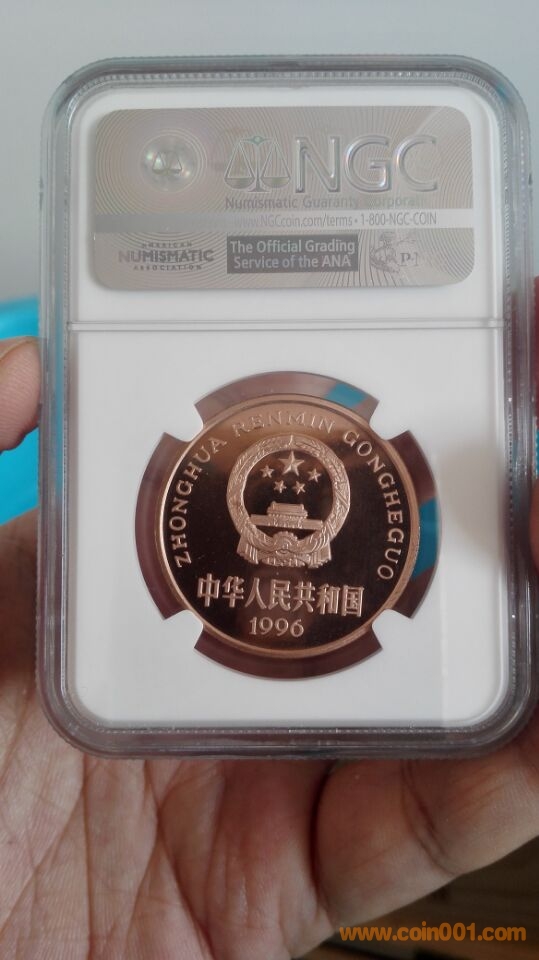 NGC
Numismatic Guaranty Corporation
www.NGCcoin.com/terms • 1-800-NGC-COIN
AMERICAN
NUMISMATIC
ASSOCIATION
The Official Grading
Service of the ANA
ZHONGHUA RENMIN GONGHEGUO
中华人民共和国
1996
www.coin001.com